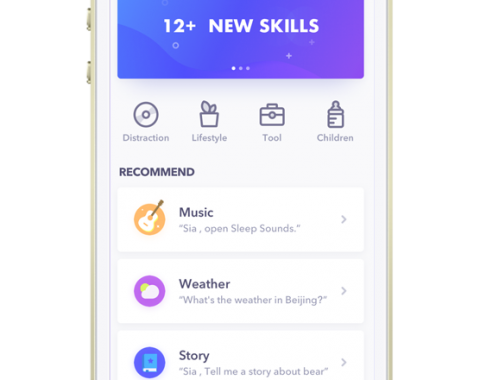 12+ NEW SKILLS
Distraction Lifestyle Tool Children
RECOMMEND
Music
"Sia , open Sleep Sounds."
Weather
"What's the weather in Beijing?"
Story
"Sia , Tell me a story about bear"